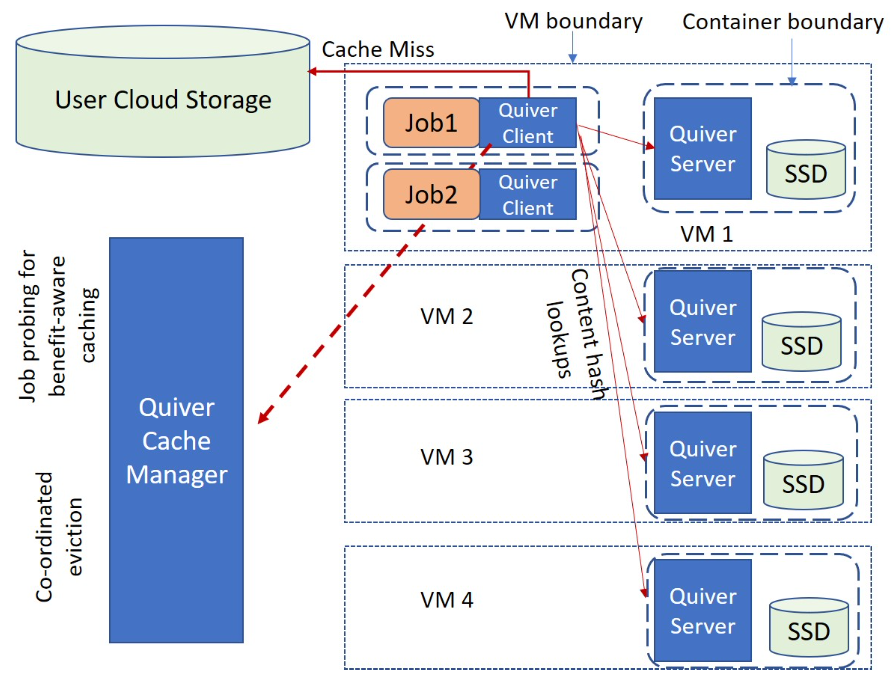 VM boundary
Container boundary
Cache Miss
User Cloud Storage
Job1
Quiver
Client
Quiver
Server
SSD
Job2
Quiver
Client
VM 1
Job probing for
benefit-aware
caching
Co-ordinated
eviction
Quiver
Cache
Manager
Content hash
lookups
VM 2
Quiver
Server
SSD
VM 3
Quiver
Server
SSD
VM 4
Quiver
Server
SSD